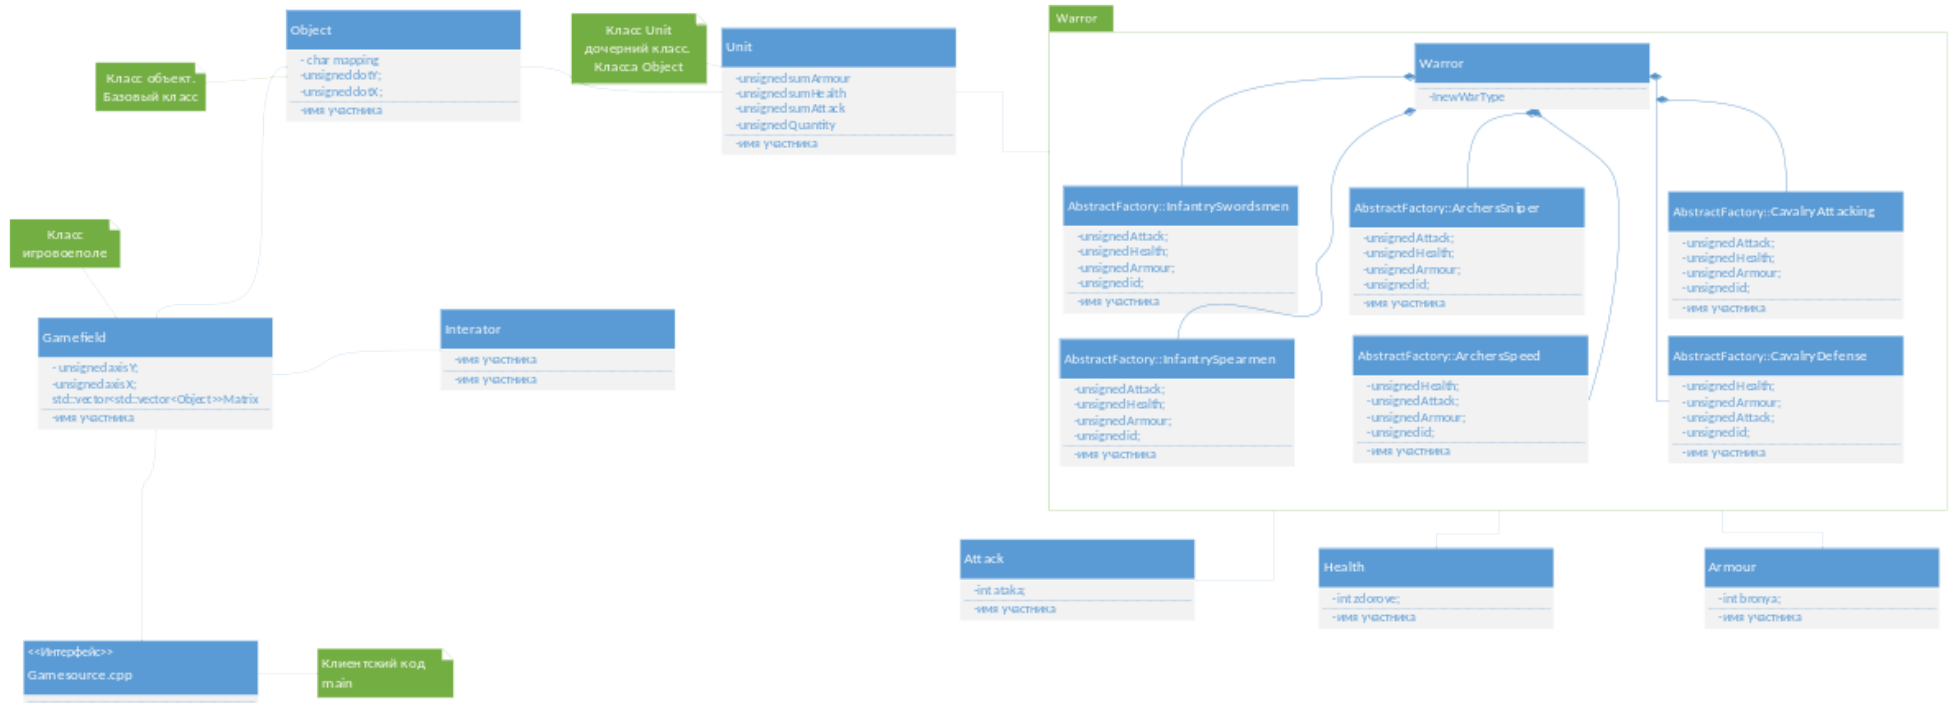 Object
- char mapping
-unsigned dotY;
-unsigned dotX;
-имя участника
Класс объект.
Базовый класс
Класс Unit
дочерний класс.
Класса Object
Unit
-unsigned sumArmour
-unsigned sumHealth
-unsigned sumAttack
-unsigned Quantity
-имя участника
Класс
игровоеполе
Gamefield
- unsigned axisY;
-unsigned axisX;
std::vector<std::vector<Object>>Matrix
-имя участника
Interator
-имя участника
-имя участника
<<Интерфейс>>
Gamesource.cpp
Клиентский код
main
Warror
Warror
-InewWarType
AbstractFactory::InfantrySwordsmen
-unsigned Attack;
-unsigned Health;
-unsigned Armour;
-unsigned id;
-имя участника
AbstractFactory::ArchersSniper
-unsigned Attack;
-unsigned Health;
-unsigned Armour;
-unsigned id;
-имя участника
AbstractFactory::CavalryAttacking
-unsigned Attack;
-unsigned Health;
-unsigned Armour;
-unsigned id;
-имя участника
AbstractFactory::InfantrySpearmen
-unsigned Attack;
-unsigned Health;
-unsigned Armour;
-unsigned id;
-имя участника
AbstractFactory::ArchersSpeed
-unsigned Health;
-unsigned Attack;
-unsigned Armour;
-unsigned id;
-имя участника
AbstractFactory::CavalryDefense
-unsigned Health;
-unsigned Armour;
-unsigned Attack;
-unsigned id;
-имя участника
Attack
-int ataka;
-имя участника
Health
-int zdorove;
-имя участника
Armour
-int bronya;
-имя участника